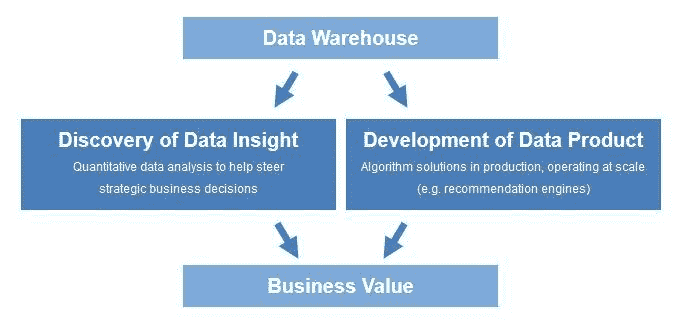 Data Warehouse
Discovery of Data Insight
Quantitative data analysis to help steer
strategic business decisions
Development of Data Product
Algorithm solutions in production, operating at scale
(e.g. recommendation engines)
Business Value